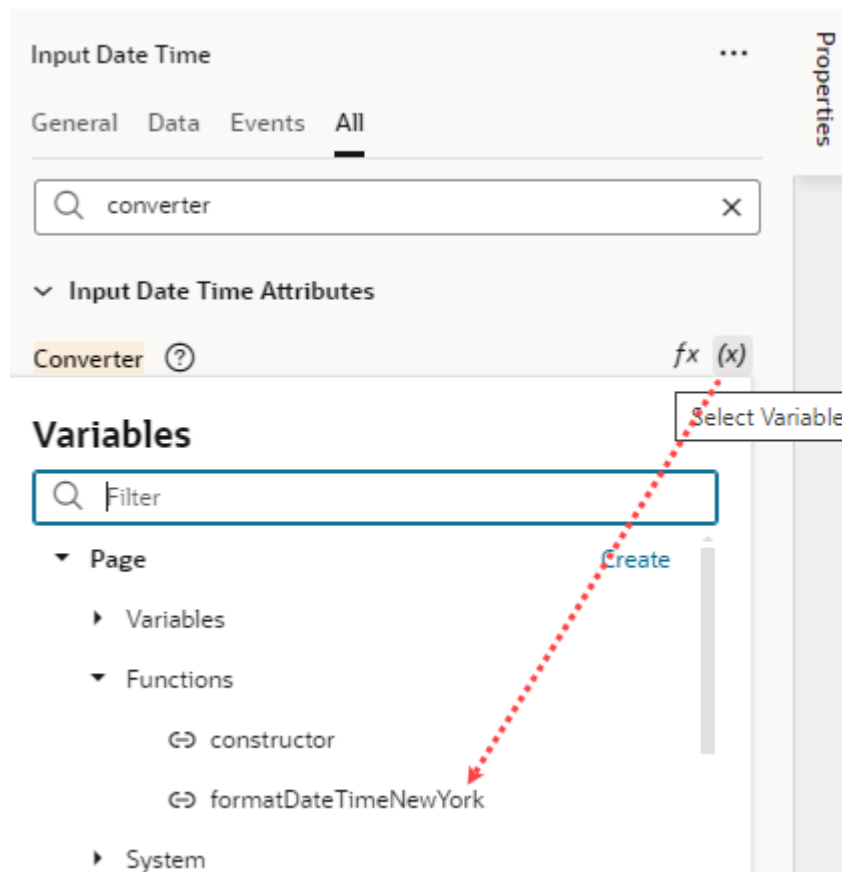 Input Date Time ...
Properties
General Data Events All
converter
Input Date Time Attributes
Converter ? fx (x)
Select Variable
Variables
Filter
Page Create
Variables
Functions
constructor
formatDateTimeNewYork
System